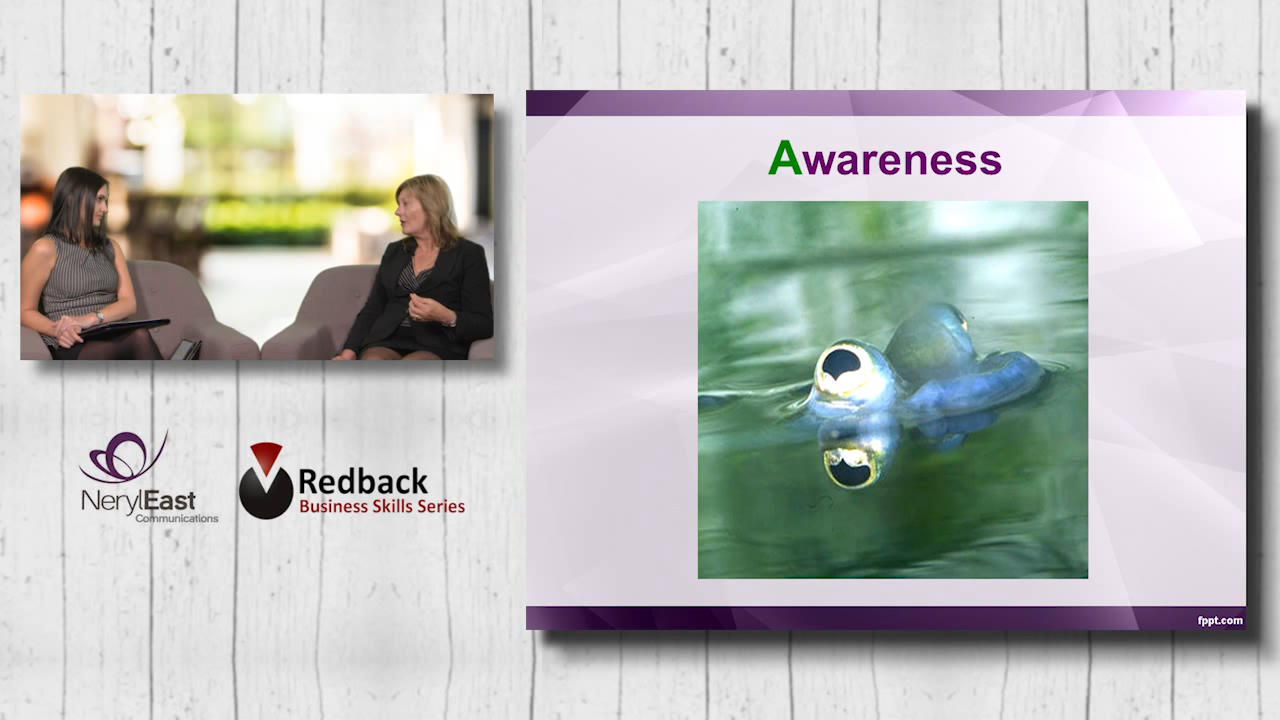 Awareness
NerylEast
Communications
Redback
Business Skills Series
fppt.com